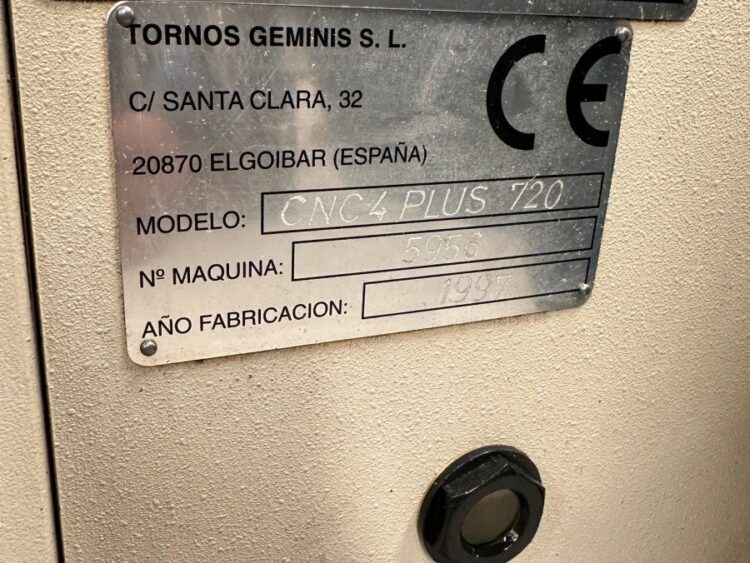 TORNOS GEMINIS S. L.
CE
C/ SANTA CLARA, 32
20870 ELGOIBAR (ESPAÑA)
MODELO: CNC4 PLUS 720
Nº MAQUINA: 5956
AÑO FABRICACION: 1997